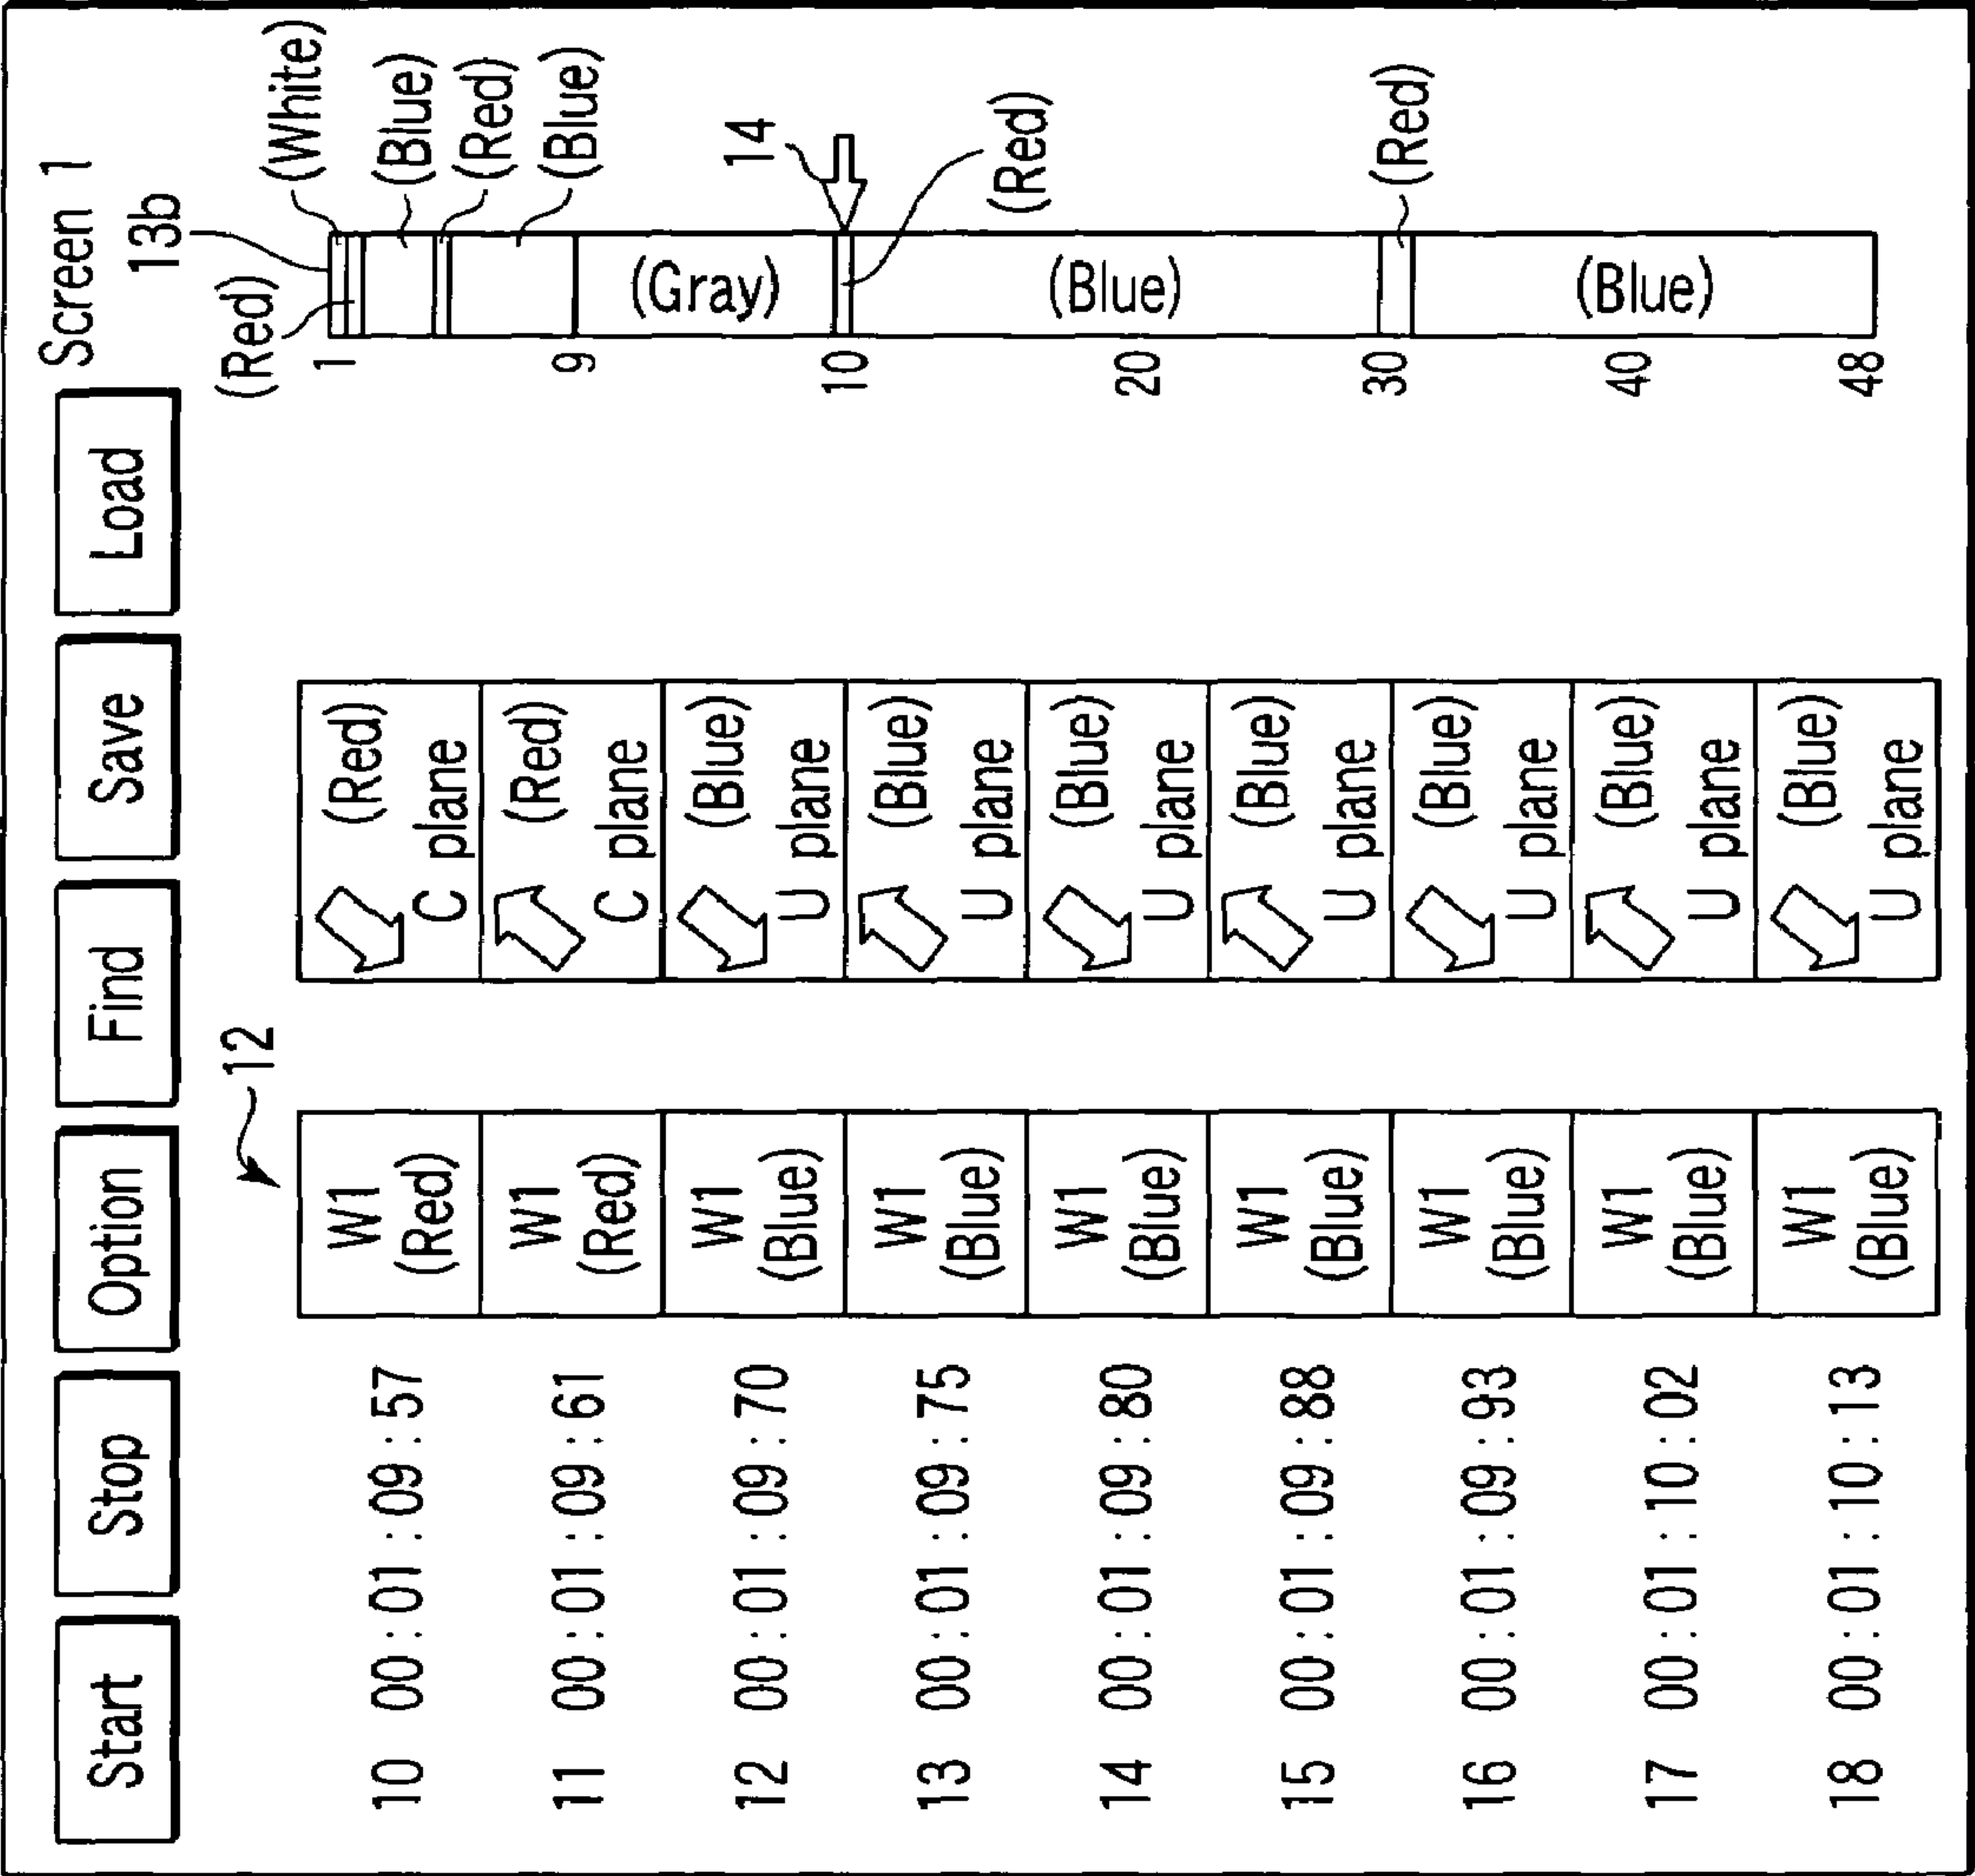 Screen 1
Start Stop Option Find Save Load
12
13b
(Red)
(White)
(Blue)
(Red)
(Blue)
14
(Red)
(Red)
10 00 : 01 : 09 : 57 W1 (Red) (Red) C plane
11 00 : 01 : 09 : 61 W1 (Red) (Red) C plane
12 00 : 01 : 09 : 70 W1 (Blue) (Blue) U plane
13 00 : 01 : 09 : 75 W1 (Blue) (Blue) U plane
14 00 : 01 : 09 : 80 W1 (Blue) (Blue) U plane
15 00 : 01 : 09 : 88 W1 (Blue) (Blue) U plane
16 00 : 01 : 09 : 93 W1 (Blue) (Blue) U plane
17 00 : 01 : 10 : 02 W1 (Blue) (Blue) U plane
18 00 : 01 : 10 : 13 W1 (Blue) (Blue) U plane
1
9
(Gray)
10
(Blue)
20
30
(Blue)
40
48